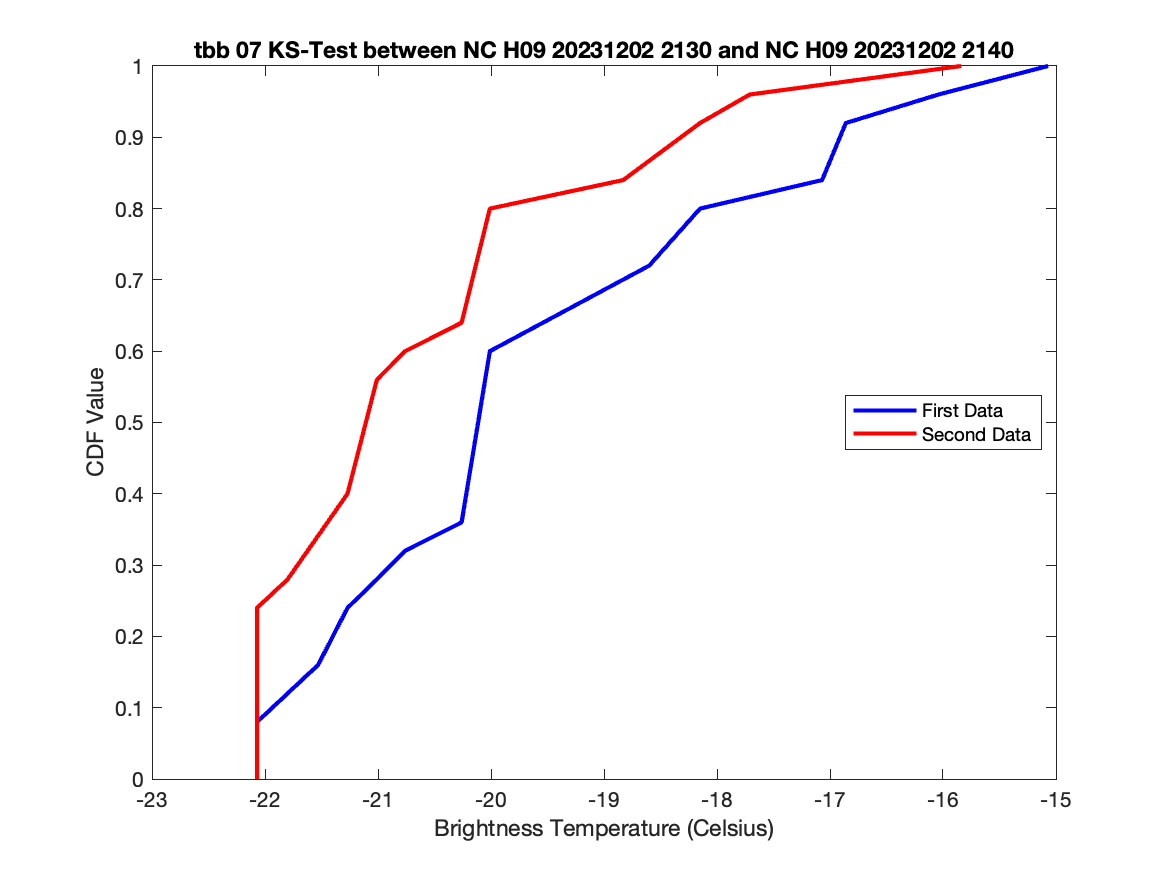 tbb 07 KS-Test between NC H09 20231202 2130 and NC H09 20231202 2140
1
0.9
0.8
0.7
0.6
0.5
0.4
0.3
0.2
0.1
0
CDF Value
First Data
Second Data
-23 -22 -21 -20 -19 -18 -17 -16 -15
Brightness Temperature (Celsius)